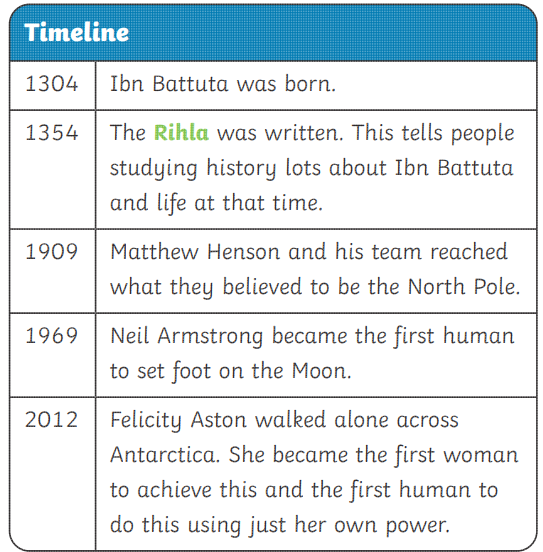 Timeline
1304 Ibn Battuta was born.
1354 The Rihla was written. This tells people
studying history lots about Ibn Battuta
and life at that time.
1909 Matthew Henson and his team reached
what they believed to be the North Pole.
1969 Neil Armstrong became the first human
to set foot on the Moon.
2012 Felicity Aston walked alone across
Antarctica. She became the first woman
to achieve this and the first human to
do this using just her own power.